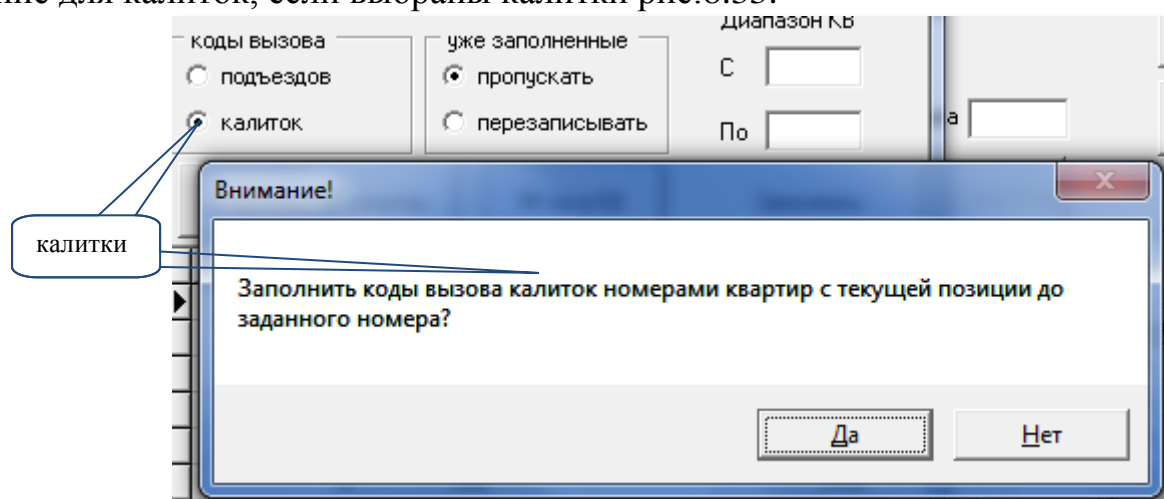 ние для калиток, если выбраны калитки рис.8.35.
коды вызова
подъездов
калиток
уже заполненные
пропускать
перезаписывать
Диапазон КВ
С
По
а
Внимание!
калитки
Заполнить коды вызова калиток номерами квартир с текущей позиции до
заданного номера?
Да
Нет